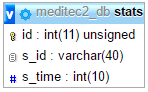 v meditec2_db stats
id : int(11) unsigned
s_id : varchar(40)
# s_time : int(10)